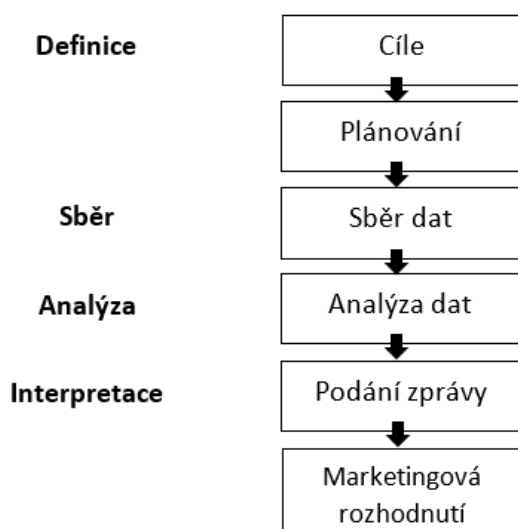 Definice
Cíle
Plánování
Sběr
Sběr dat
Analýza
Analýza dat
Interpretace
Podání zprávy
Marketingová
rozhodnutí